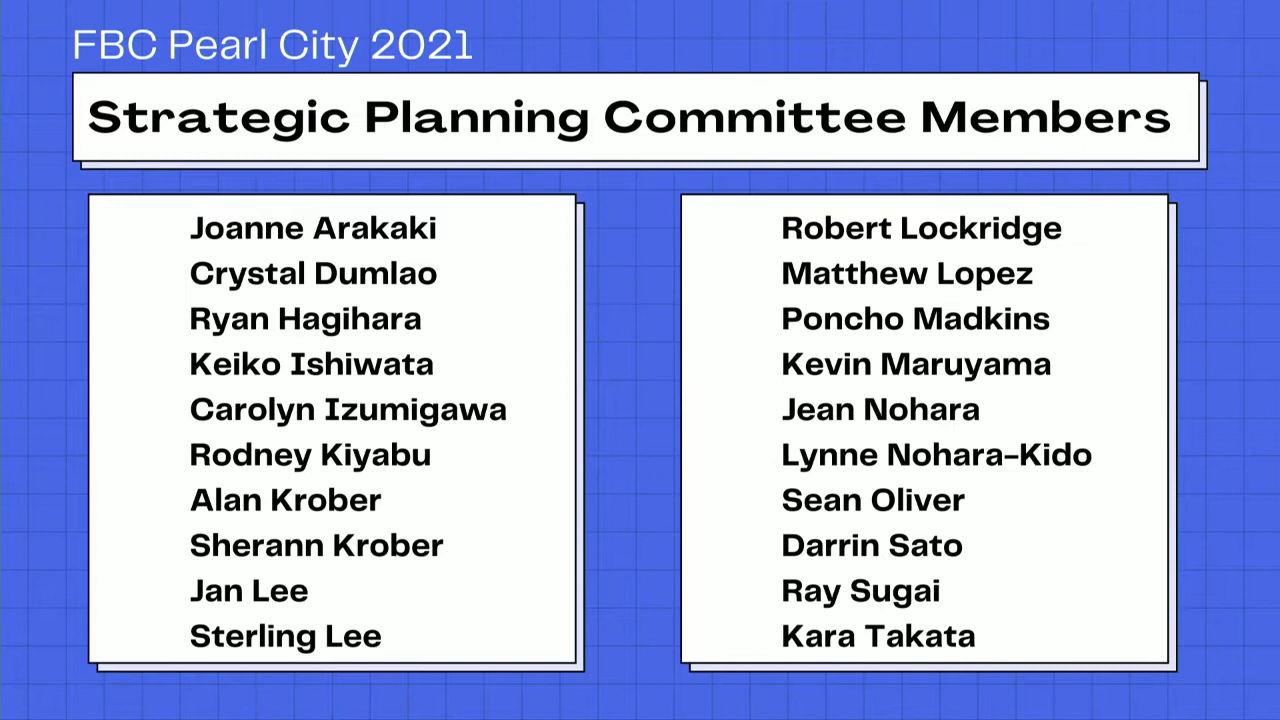 FBC Pearl City 2021
Strategic Planning Committee Members
Joanne Arakaki
Crystal Dumlao
Ryan Hagihara
Keiko Ishiwata
Carolyn Izumigawa
Rodney Kiyabu
Alan Krober
Sherann Krober
Jan Lee
Sterling Lee
Robert Lockridge
Matthew Lopez
Poncho Madkins
Kevin Maruyama
Jean Nohara
Lynne Nohara-Kido
Sean Oliver
Darrin Sato
Ray Sugai
Kara Takata